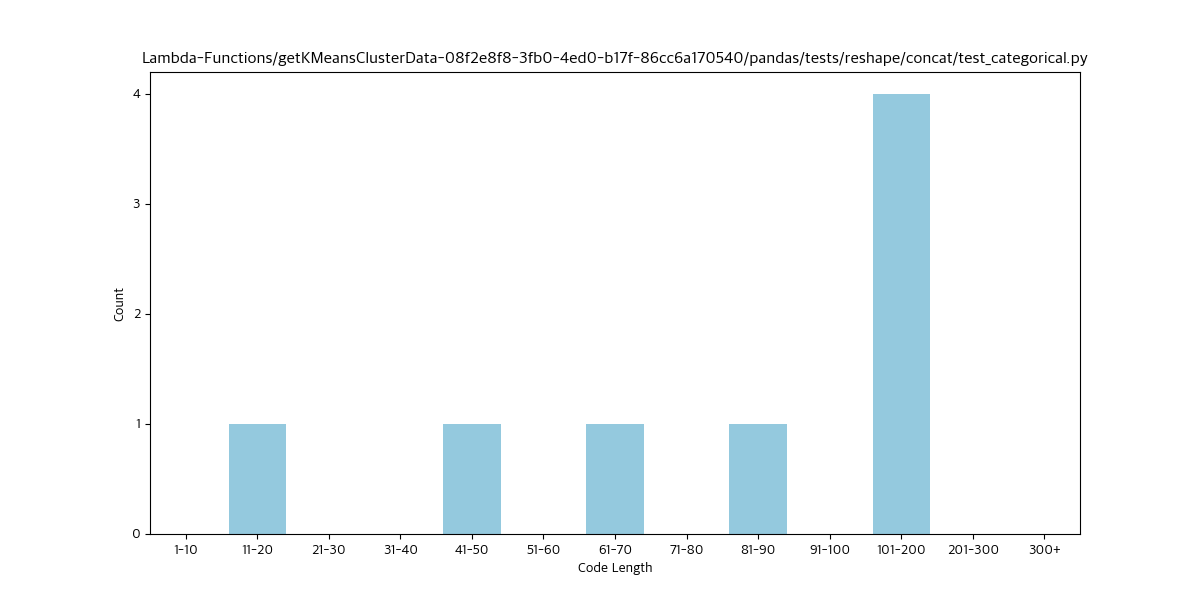 Lambda-Functions/getKMeansClusterData-08f2e8f8-3fb0-4ed0-b17f-86cc6a170540/pandas/tests/reshape/concat/test_categorical.py
4
3
2
1
0
Count
1-10 11-20 21-30 31-40 41-50 51-60 61-70 71-80 81-90 91-100 101-200 201-300 300+
Code Length